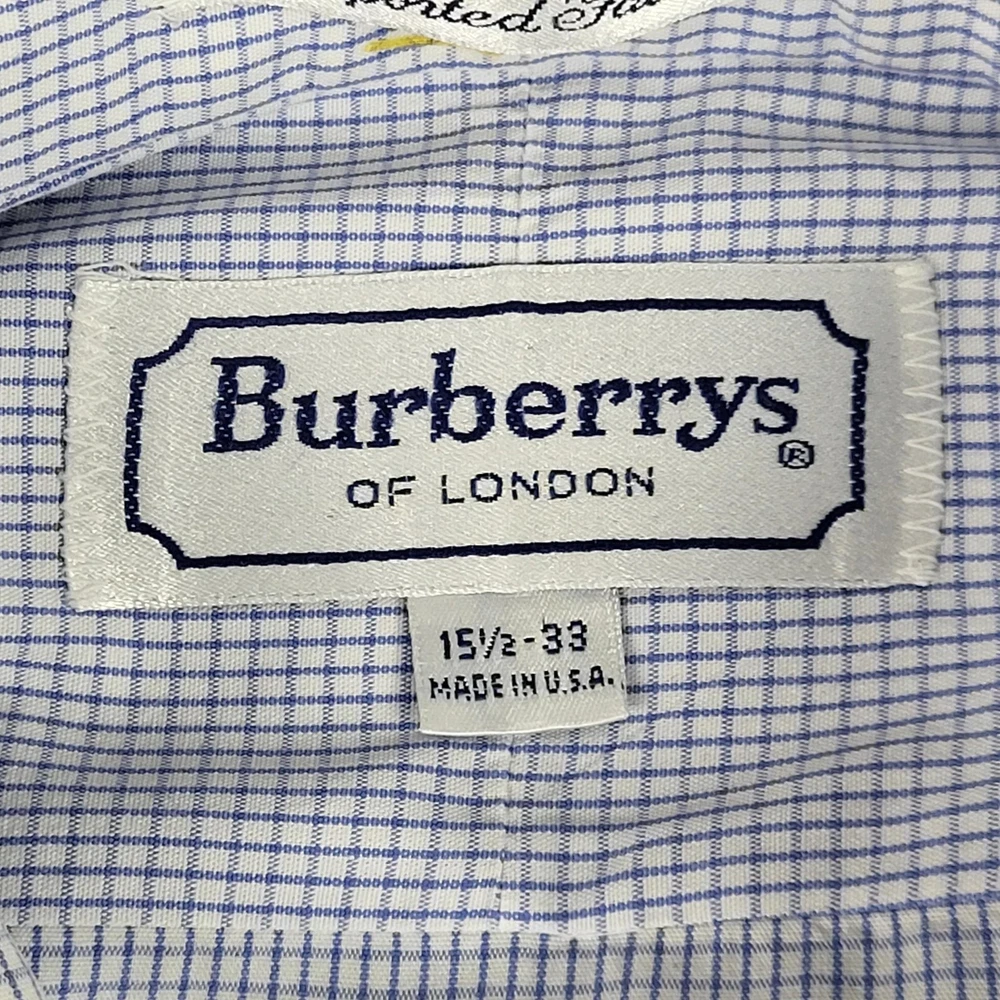 Burberrys®
OF LONDON
15½-33
MADE IN U.S.A.